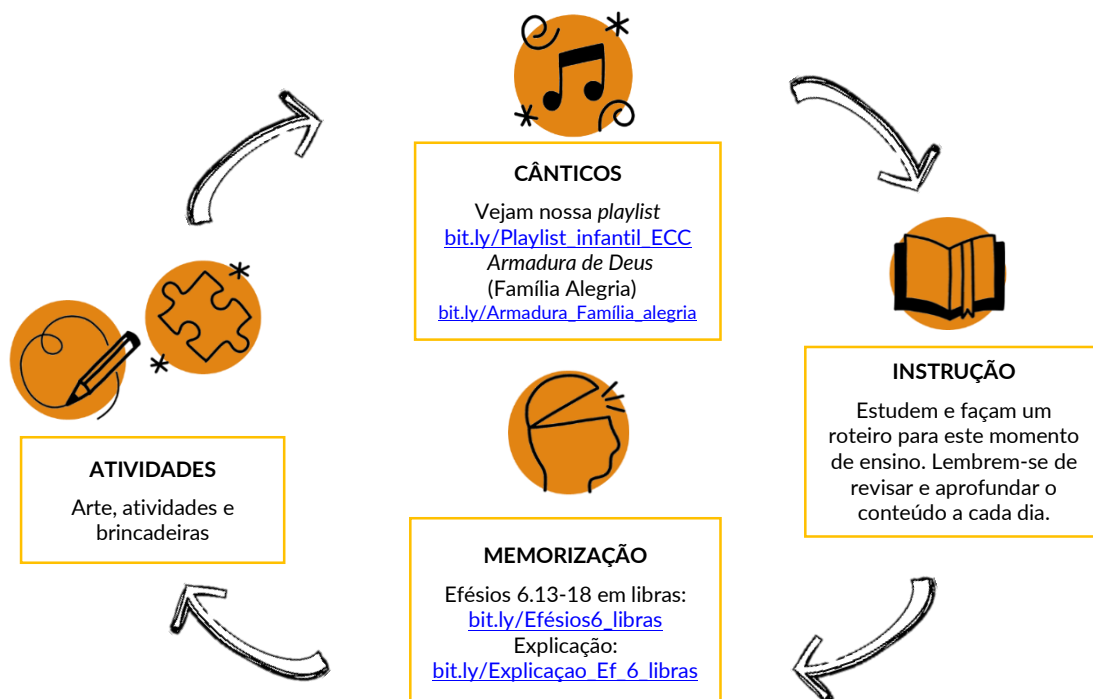 CÂNTICOS
Vejam nossa playlist
bit.ly/Playlist_infantil_ECC
Armadura de Deus
(Família Alegria)
bit.ly/Armadura_Família_alegria
INSTRUÇÃO
Estudem e façam um
roteiro para este momento
de ensino. Lembrem-se de
revisar e aprofundar o
conteúdo a cada dia.
MEMORIZAÇÃO
Efésios 6.13-18 em libras:
bit.ly/Efésios6_libras
Explicação:
bit.ly/Explicaçao_Ef_6_libras
ATIVIDADES
Arte, atividades e
brincadeiras